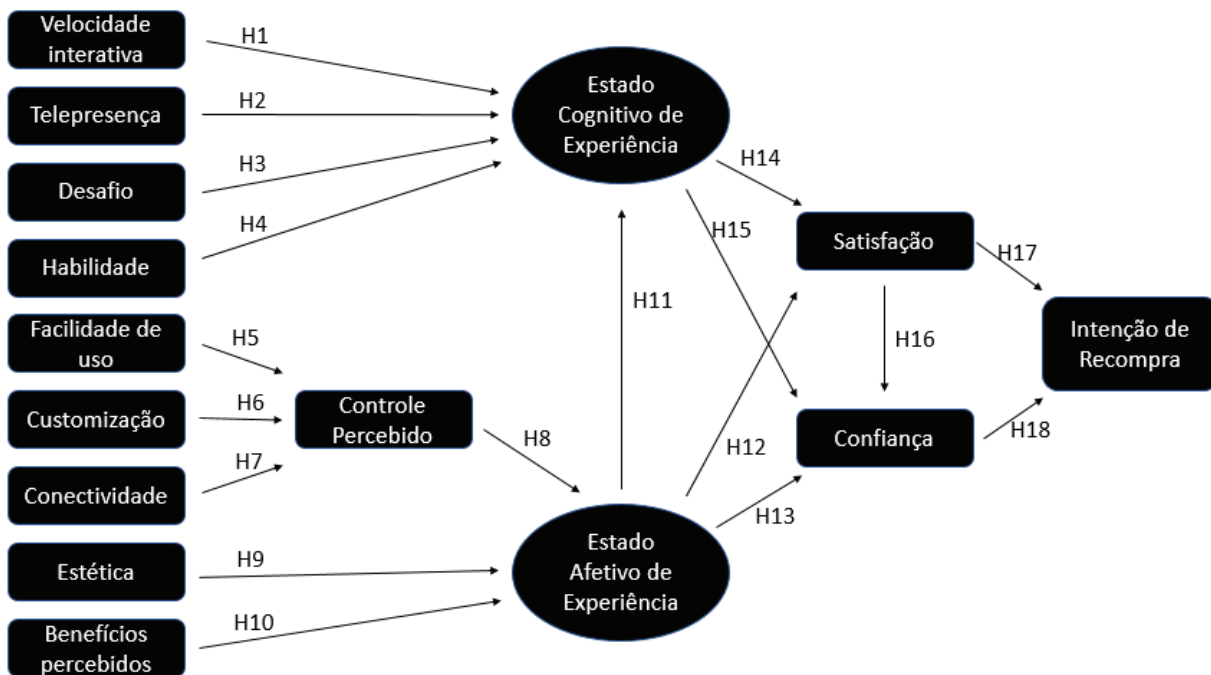 Velocidade
interativa
H1
Telepresença
H2
Desafio
H3
Habilidade
H4
Estado
Cognitivo de
Experiência
H14
H15
Satisfação
H17
H11
Facilidade de
uso
H5
Customização
H6
Conectividade
H7
Controle
Percebido
H8
H16
Intenção de
Recompra
H12
Confiança
H18
H13
Estética
H9
Benefícios
percebidos
H10
Estado
Afetivo de
Experiência